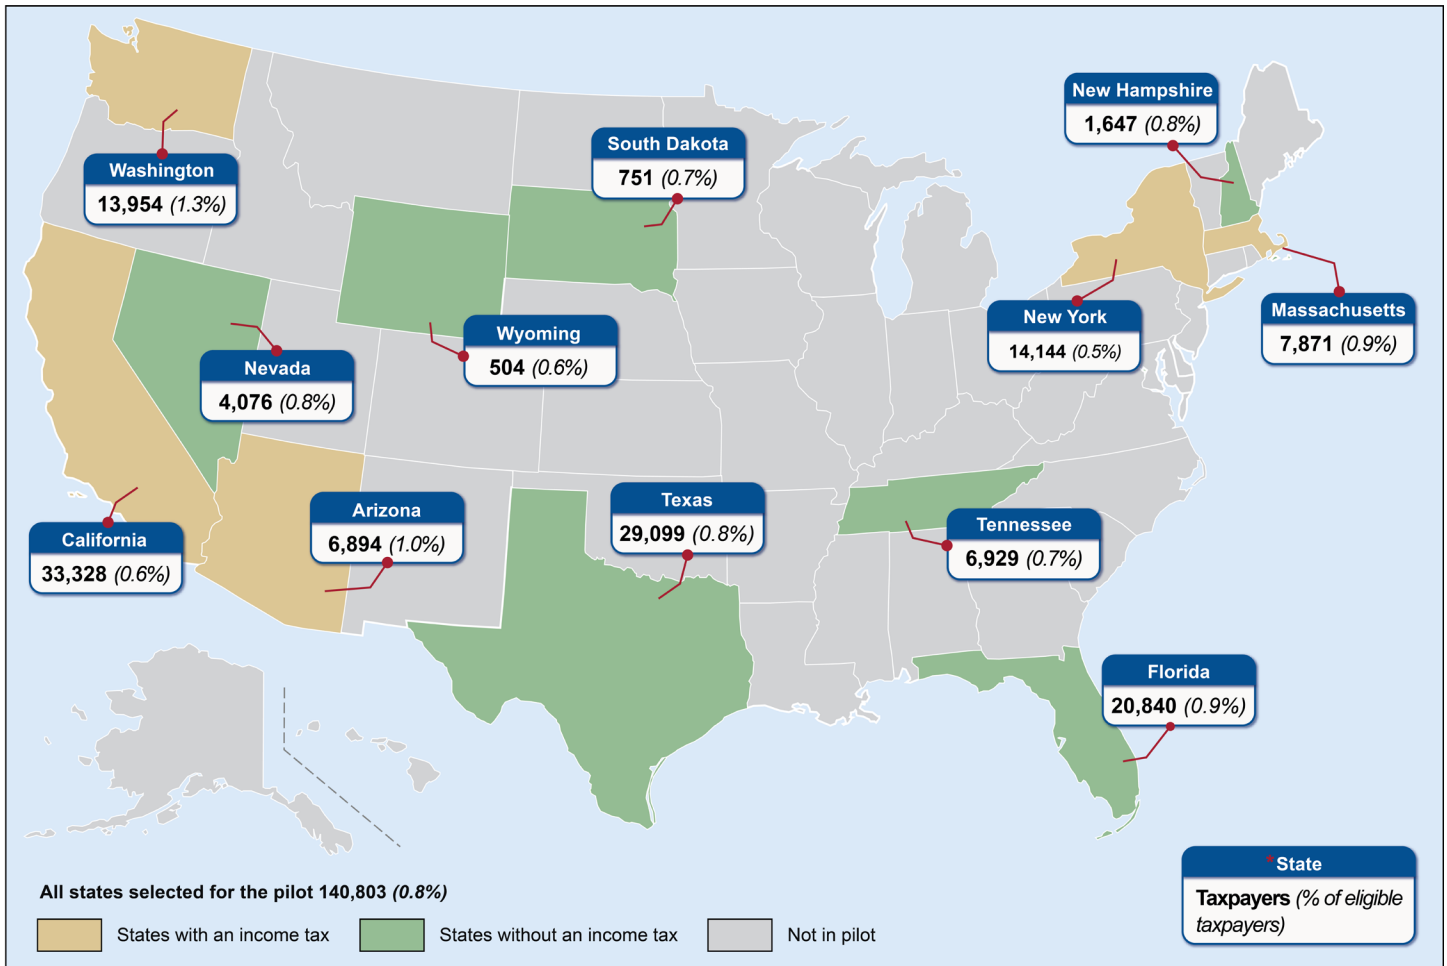 New Hampshire
1,647 (0.8%)
South Dakota
751 (0.7%)
Washington
13,954 (1.3%)
New York
14,144 (0.5%)
Massachusetts
7,871 (0.9%)
Wyoming
504 (0.6%)
Nevada
4,076 (0.8%)
Texas
29,099 (0.8%)
Arizona
6,894 (1.0%)
Tennessee
6,929 (0.7%)
California
33,328 (0.6%)
Florida
20,840 (0.9%)
State
Taxpayers (% of eligible
taxpayers)
All states selected for the pilot 140,803 (0.8%)
States with an income tax
States without an income tax
Not in pilot